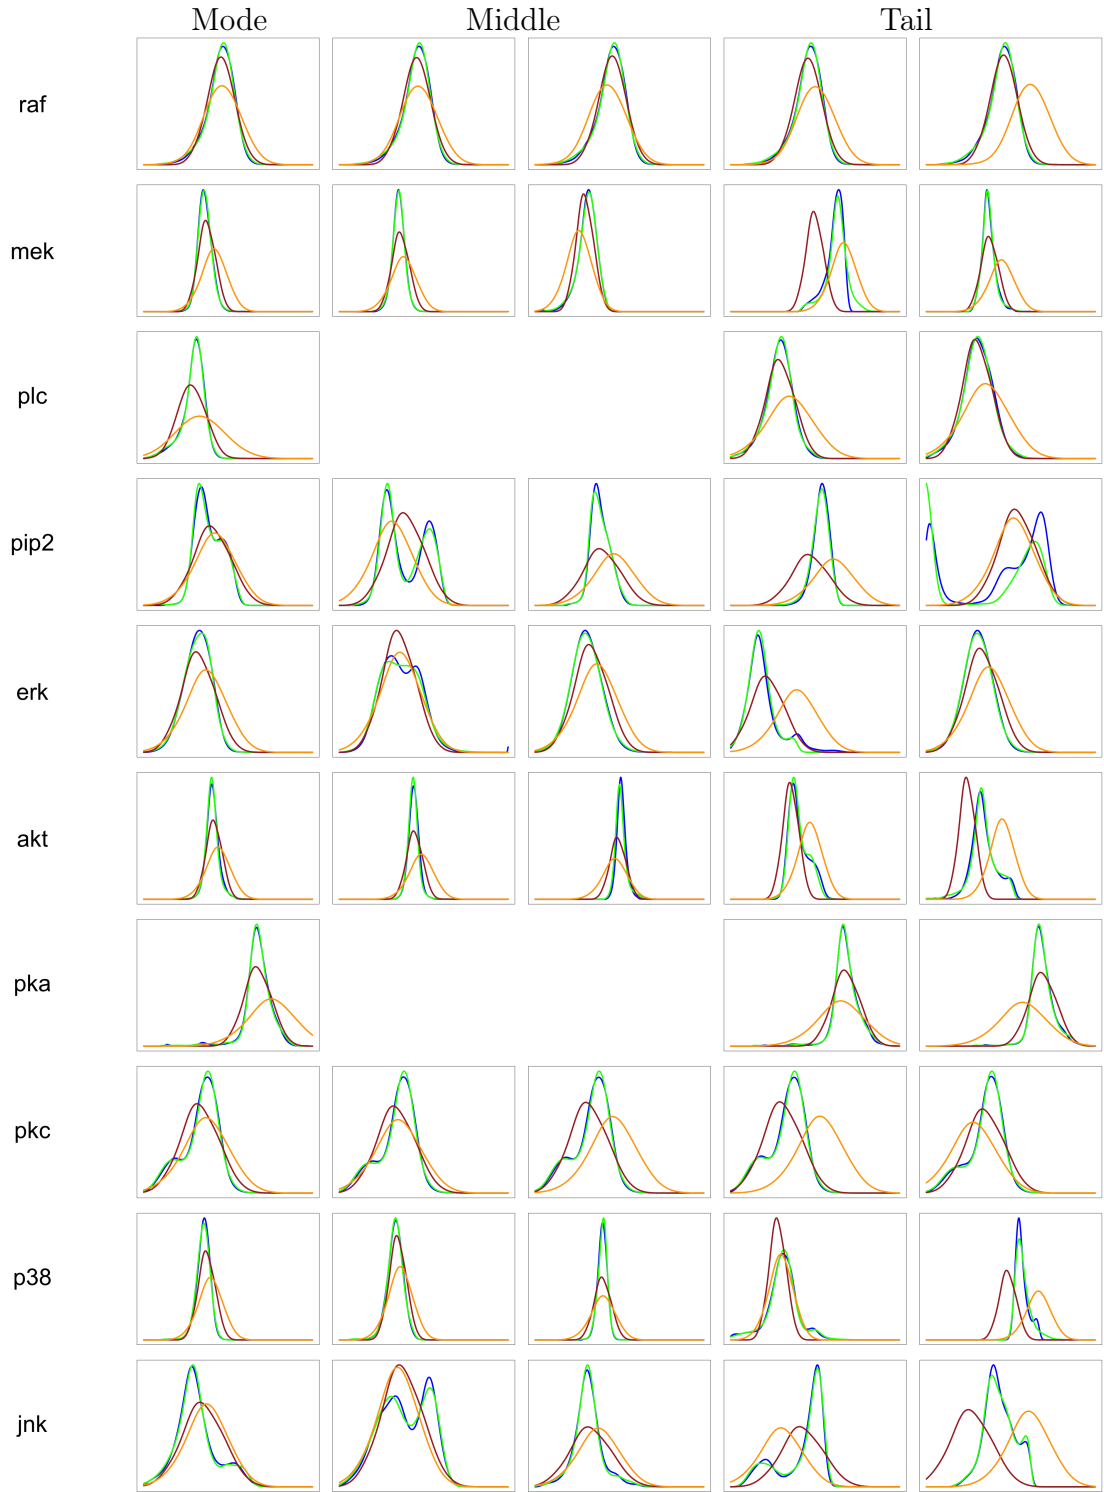 Mode Middle Tail
raf
mek
plc
pip2
erk
akt
pka
pkc
p38
jnk